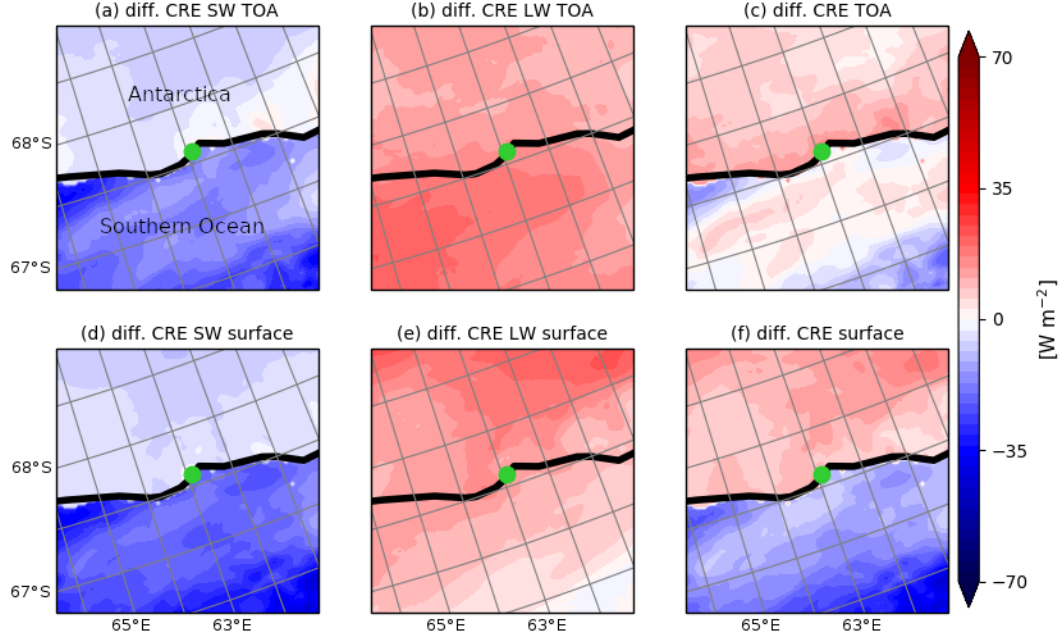 (a) diff. CRE SW TOA
(b) diff. CRE LW TOA
(c) diff. CRE TOA
Antarctica
68°S
Southern Ocean
67°S
(d) diff. CRE SW surface
(e) diff. CRE LW surface
(f) diff. CRE surface
68°S
67°S
65°E
63°E
65°E
63°E
65°E
63°E
70
35
0
−35
−70
[W m−2]